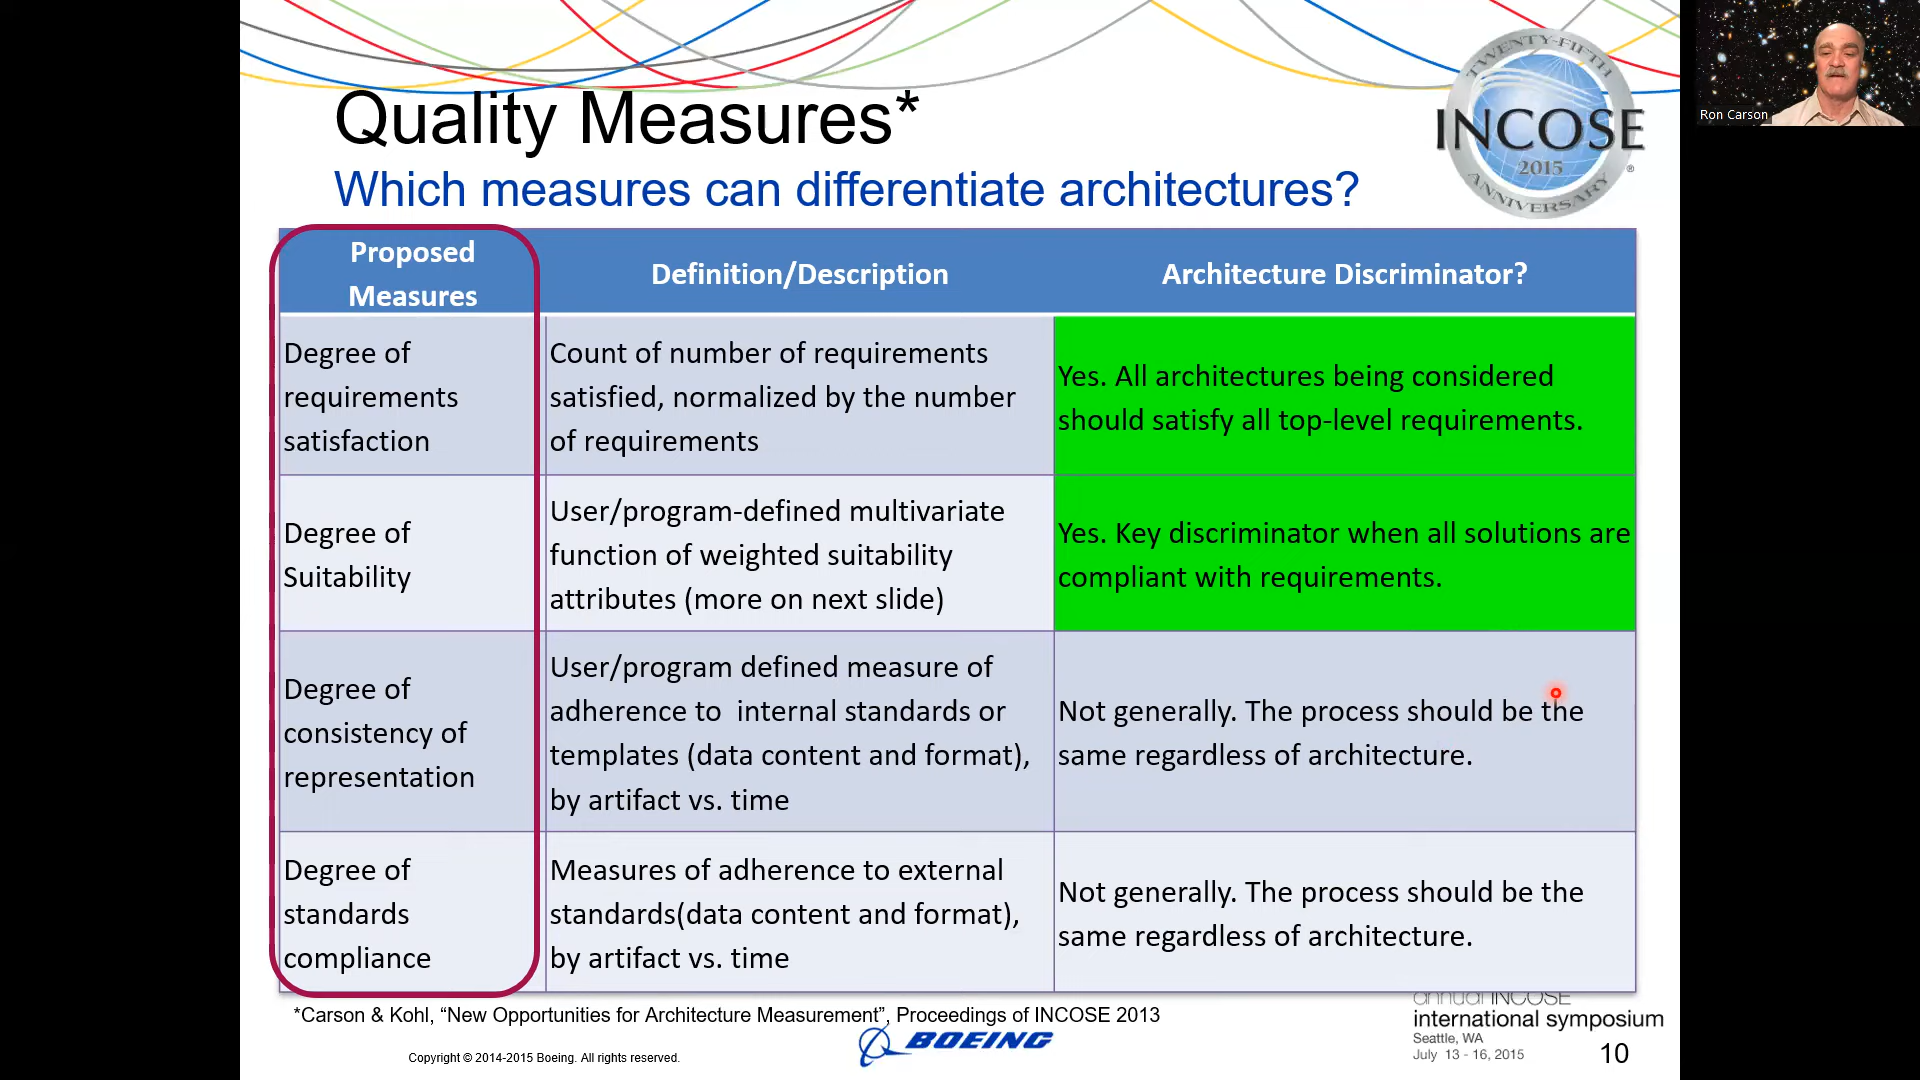 Quality Measures*
Which measures can differentiate architectures?
TWENTY-FIFTH
INCOSE
2015
®
ANNIVERSARY
Ron Carson
Proposed
Measures
Definition/Description
Architecture Discriminator?
Degree of
requirements
satisfaction
Count of number of requirements
satisfied, normalized by the number
of requirements
Yes. All architectures being considered
should satisfy all top-level requirements.
Degree of
Suitability
User/program-defined multivariate
function of weighted suitability
attributes (more on next slide)
Yes. Key discriminator when all solutions are
compliant with requirements.
Degree of
consistency of
representation
User/program defined measure of
adherence to  internal standards or
templates (data content and format),
by artifact vs. time
Not generally. The process should be the
same regardless of architecture.
Degree of
standards
compliance
Measures of adherence to external
standards(data content and format),
by artifact vs. time
Not generally. The process should be the
same regardless of architecture.
*Carson & Kohl, “New Opportunities for Architecture Measurement”, Proceedings of INCOSE 2013
Copyright © 2014-2015 Boeing. All rights reserved.
BOEING
annual INCOSE
international symposium
Seattle, WA
July 13 - 16, 2015
10